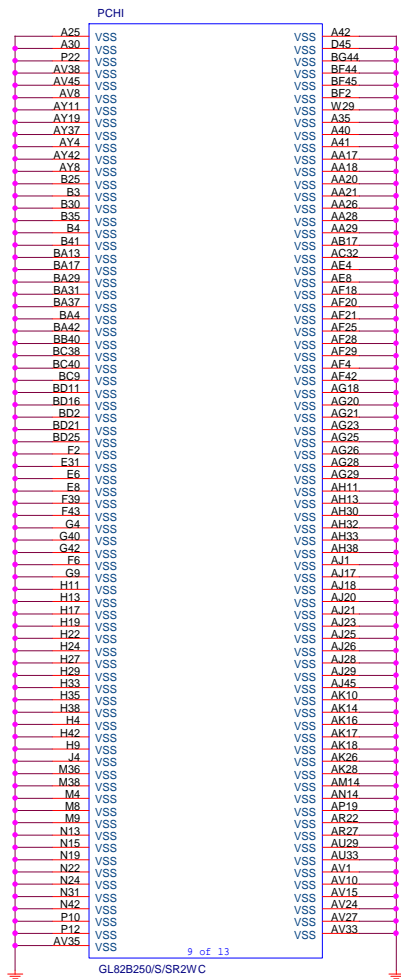 PCHI
A25 VSS VSS A42
A30 VSS VSS D45
P22 VSS VSS BG44
AV38 VSS VSS BF44
AV45 VSS VSS BF45
AV8 VSS VSS BF2
AY11 VSS VSS W29
AY19 VSS VSS A35
AY37 VSS VSS A40
AY4 VSS VSS A41
AY42 VSS VSS AA17
AY8 VSS VSS AA18
B25 VSS VSS AA20
B3 VSS VSS AA21
B30 VSS VSS AA26
B35 VSS VSS AA28
B4 VSS VSS AA29
B41 VSS VSS AB17
BA13 VSS VSS AC32
BA17 VSS VSS AE4
BA29 VSS VSS AE8
BA31 VSS VSS AF18
BA37 VSS VSS AF20
BA4 VSS VSS AF21
BA42 VSS VSS AF25
BB40 VSS VSS AF28
BC38 VSS VSS AF29
BC40 VSS VSS AF4
BC9 VSS VSS AF42
BD11 VSS VSS AG18
BD16 VSS VSS AG20
BD2 VSS VSS AG21
BD21 VSS VSS AG23
BD25 VSS VSS AG25
F2 VSS VSS AG26
E31 VSS VSS AG28
E6 VSS VSS AG29
E8 VSS VSS AH11
F39 VSS VSS AH13
F43 VSS VSS AH30
G4 VSS VSS AH32
G40 VSS VSS AH33
G42 VSS VSS AH38
F6 VSS VSS AJ1
G9 VSS VSS AJ17
H11 VSS VSS AJ18
H13 VSS VSS AJ20
H17 VSS VSS AJ21
H19 VSS VSS AJ23
H22 VSS VSS AJ25
H24 VSS VSS AJ26
H27 VSS VSS AJ28
H29 VSS VSS AJ29
H33 VSS VSS AJ45
H35 VSS VSS AK10
H38 VSS VSS AK14
H4 VSS VSS AK16
H42 VSS VSS AK17
H9 VSS VSS AK18
J4 VSS VSS AK26
M36 VSS VSS AK28
M38 VSS VSS AM14
M4 VSS VSS AN14
M8 VSS VSS AP19
M9 VSS VSS AR22
N13 VSS VSS AR27
N15 VSS VSS AU29
N19 VSS VSS AU33
N22 VSS VSS AV1
N24 VSS VSS AV10
N31 VSS VSS AV15
N42 VSS VSS AV24
P10 VSS VSS AV27
P12 VSS VSS AV33
AV35 VSS
9 of 13
GL82B250/S/SR2WC